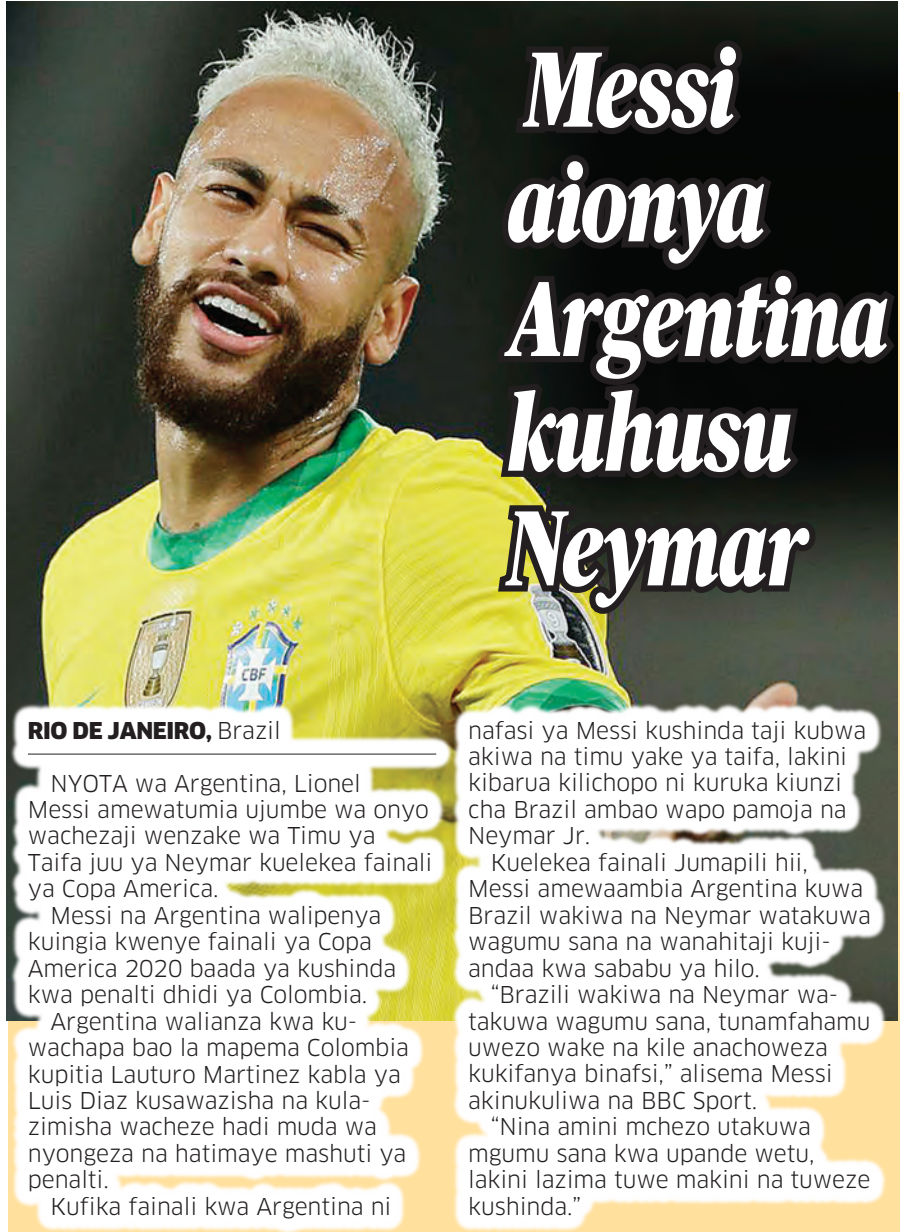 Messi
aionya
Argentina
kuhusu
Neymar
CBF
RIO DE JANEIRO, Brazil
NYOTA wa Argentina, Lionel
Messi amewatumia ujumbe wa onyo
wachezaji wenzake wa Timu ya
Taifa juu ya Neymar kuelekea fainali
ya Copa America.
Messi na Argentina walipenya
kuingia kwenye fainali ya Copa
America 2020 baada ya kushinda
kwa penalti dhidi ya Colombia.
Argentina walianza kwa ku-
wachapa bao la mapema Colombia
kupitia Lauturo Martinez kabla ya
Luis Diaz kusawazisha na kula-
zimisha wacheze hadi muda wa
nyongeza na hatimaye mashuti ya
penalti.
Kufika fainali kwa Argentina ni
nafasi ya Messi kushinda taji kubwa
akiwa na timu yake ya taifa, lakini
kibarua kilichopo ni kuruka kiunzi
cha Brazil ambao wapo pamoja na
Neymar Jr.
Kuelekea fainali Jumapili hii,
Messi amewaambia Argentina kuwa
Brazil wakiwa na Neymar watakuwa
wagumu sana na wanahitaji kuji-
andaa kwa sababu ya hilo.
“Brazili wakiwa na Neymar wa-
takuwa wagumu sana, tunamfahamu
uwezo wake na kile anachoweza
kukifanya binafsi,” alisema Messi
akinukuliwa na BBC Sport.
“Nina amini mchezo utakuwa
mgumu sana kwa upande wetu,
lakini lazima tuwe makini na tuweze
kushinda.”